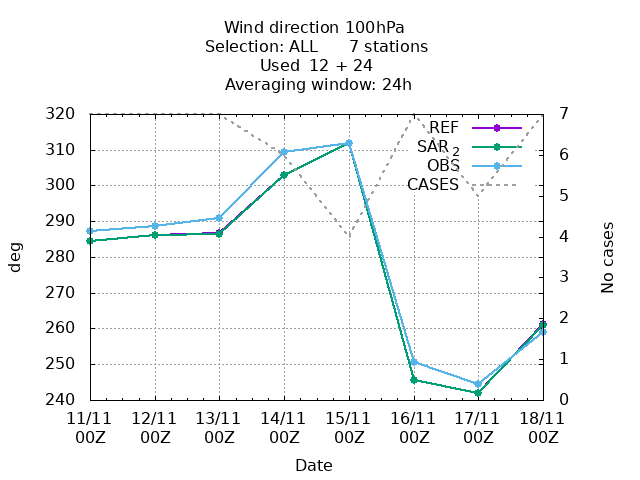 Wind direction 100hPa
Selection: ALL 7 stations
Used 12 + 24
Averaging window: 24h
320
310
300
290
280
270
260
250
240
deg
7
6
5
4
3
2
1
0
No cases
REF
SAR 2
OBS
CASES
11/11 12/11 13/11 14/11 15/11 16/11 17/11 18/11
00Z 00Z 00Z 00Z 00Z 00Z 00Z 00Z
Date